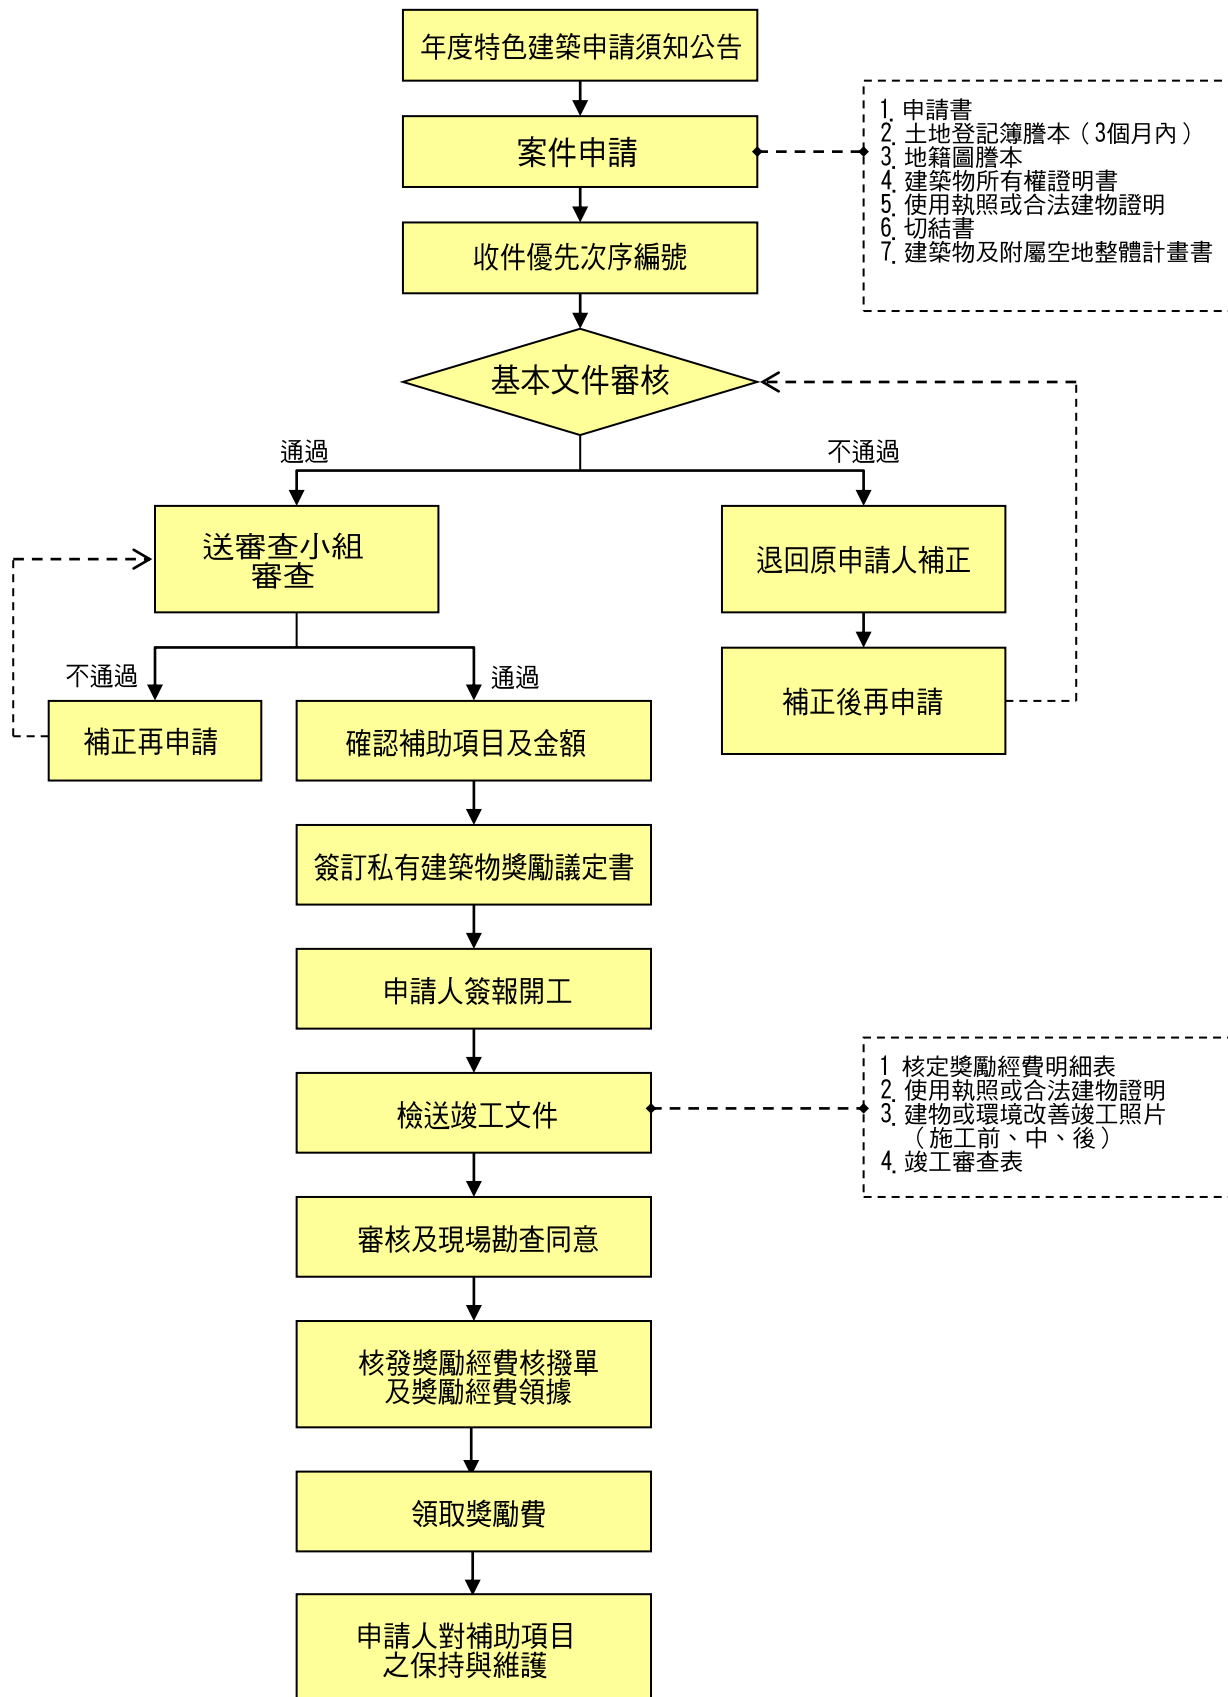 年度特色建築申請須知公告
案件申請
1. 申請書
2. 土地登記簿謄本（3個月內）
3. 地籍圖謄本
4. 建築物所有權證明書
5. 使用執照或合法建物證明
6. 切結書
7. 建築物及附屬空地整體計畫書
收件優先次序編號
基本文件審核
通過
不通過
送審查小組
審查
退回原申請人補正
不通過
通過
補正後再申請
補正再申請
確認補助項目及金額
簽訂私有建築物獎勵議定書
申請人簽報開工
檢送竣工文件
1 核定獎勵經費明細表
2. 使用執照或合法建物證明
3. 建物或環境改善竣工照片
（施工前、中、後）
4. 竣工審查表
審核及現場勘查同意
核發獎勵經費核撥單
及獎勵經費領據
領取獎勵費
申請人對補助項目
之保持與維護